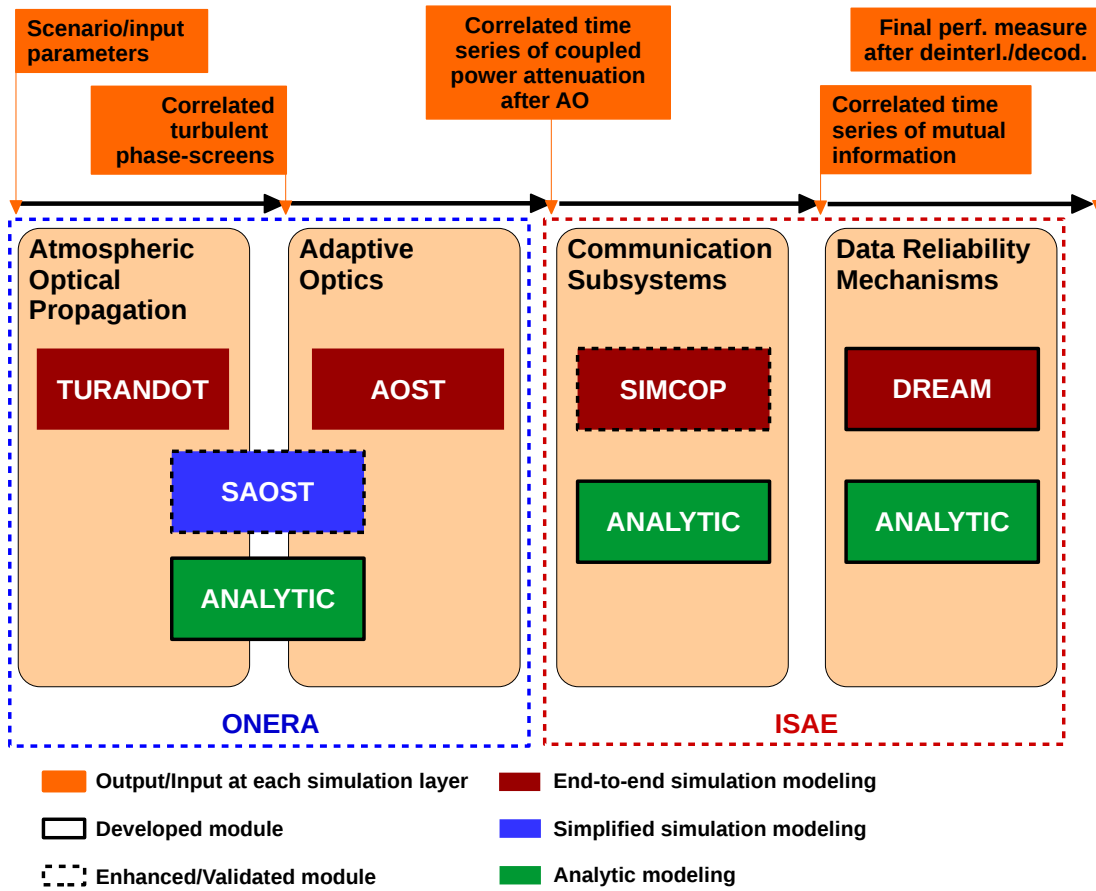 Scenario/input
parameters
Correlated
turbulent
phase-screens
Correlated time
series of coupled
power attenuation
after AO
Final perf. measure
after deinterl./decod.
Correlated time
series of mutual
information
Atmospheric
Optical
Propagation
Adaptive
Optics
Communication
Subsystems
Data Reliability
Mechanisms
TURANDOT
AOST
SIMCOP
DREAM
SAOST
ANALYTIC
ANALYTIC
ANALYTIC
ONERA
ISAE
Output/Input at each simulation layer
End-to-end simulation modeling
Developed module
Simplified simulation modeling
Enhanced/Validated module
Analytic modeling